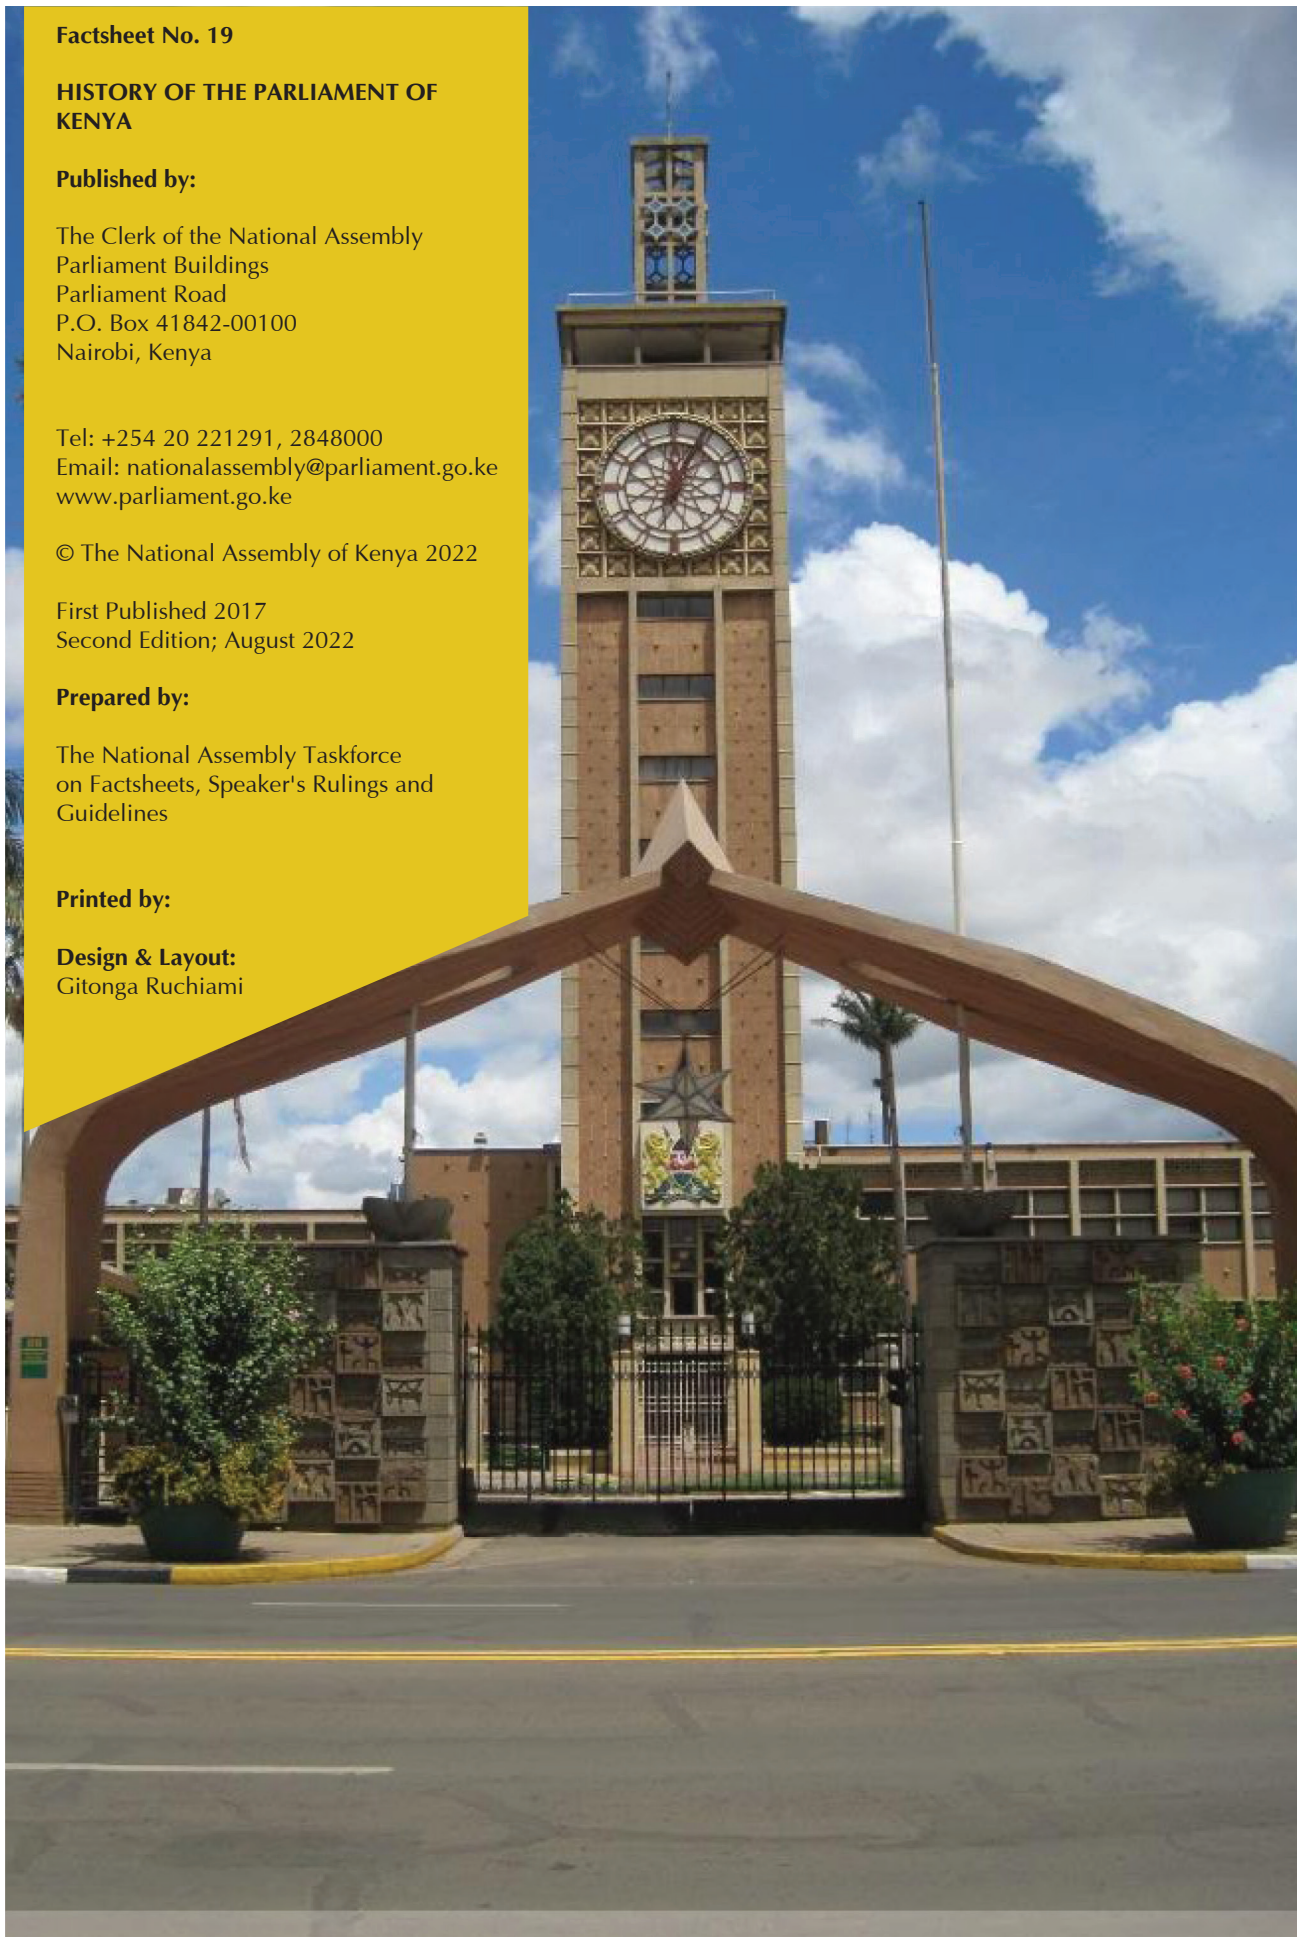 Factsheet No. 19
HISTORY OF THE PARLIAMENT OF
KENYA
Published by:
The Clerk of the National Assembly
Parliament Buildings
Parliament Road
P.O. Box 41842-00100
Nairobi, Kenya
Tel: +254 20 221291, 2848000
Email: nationalassembly@parliament.go.ke
www.parliament.go.ke
© The National Assembly of Kenya 2022
First Published 2017
Second Edition; August 2022
Prepared by:
The National Assembly Taskforce
on Factsheets, Speaker's Rulings and
Guidelines
Printed by:
Design & Layout:
Gitonga Ruchiami